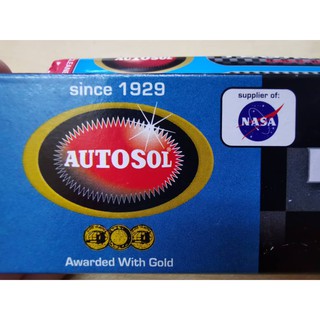 since 1929
supplier of:
NASA
AUTOSOL
Awarded With Gold